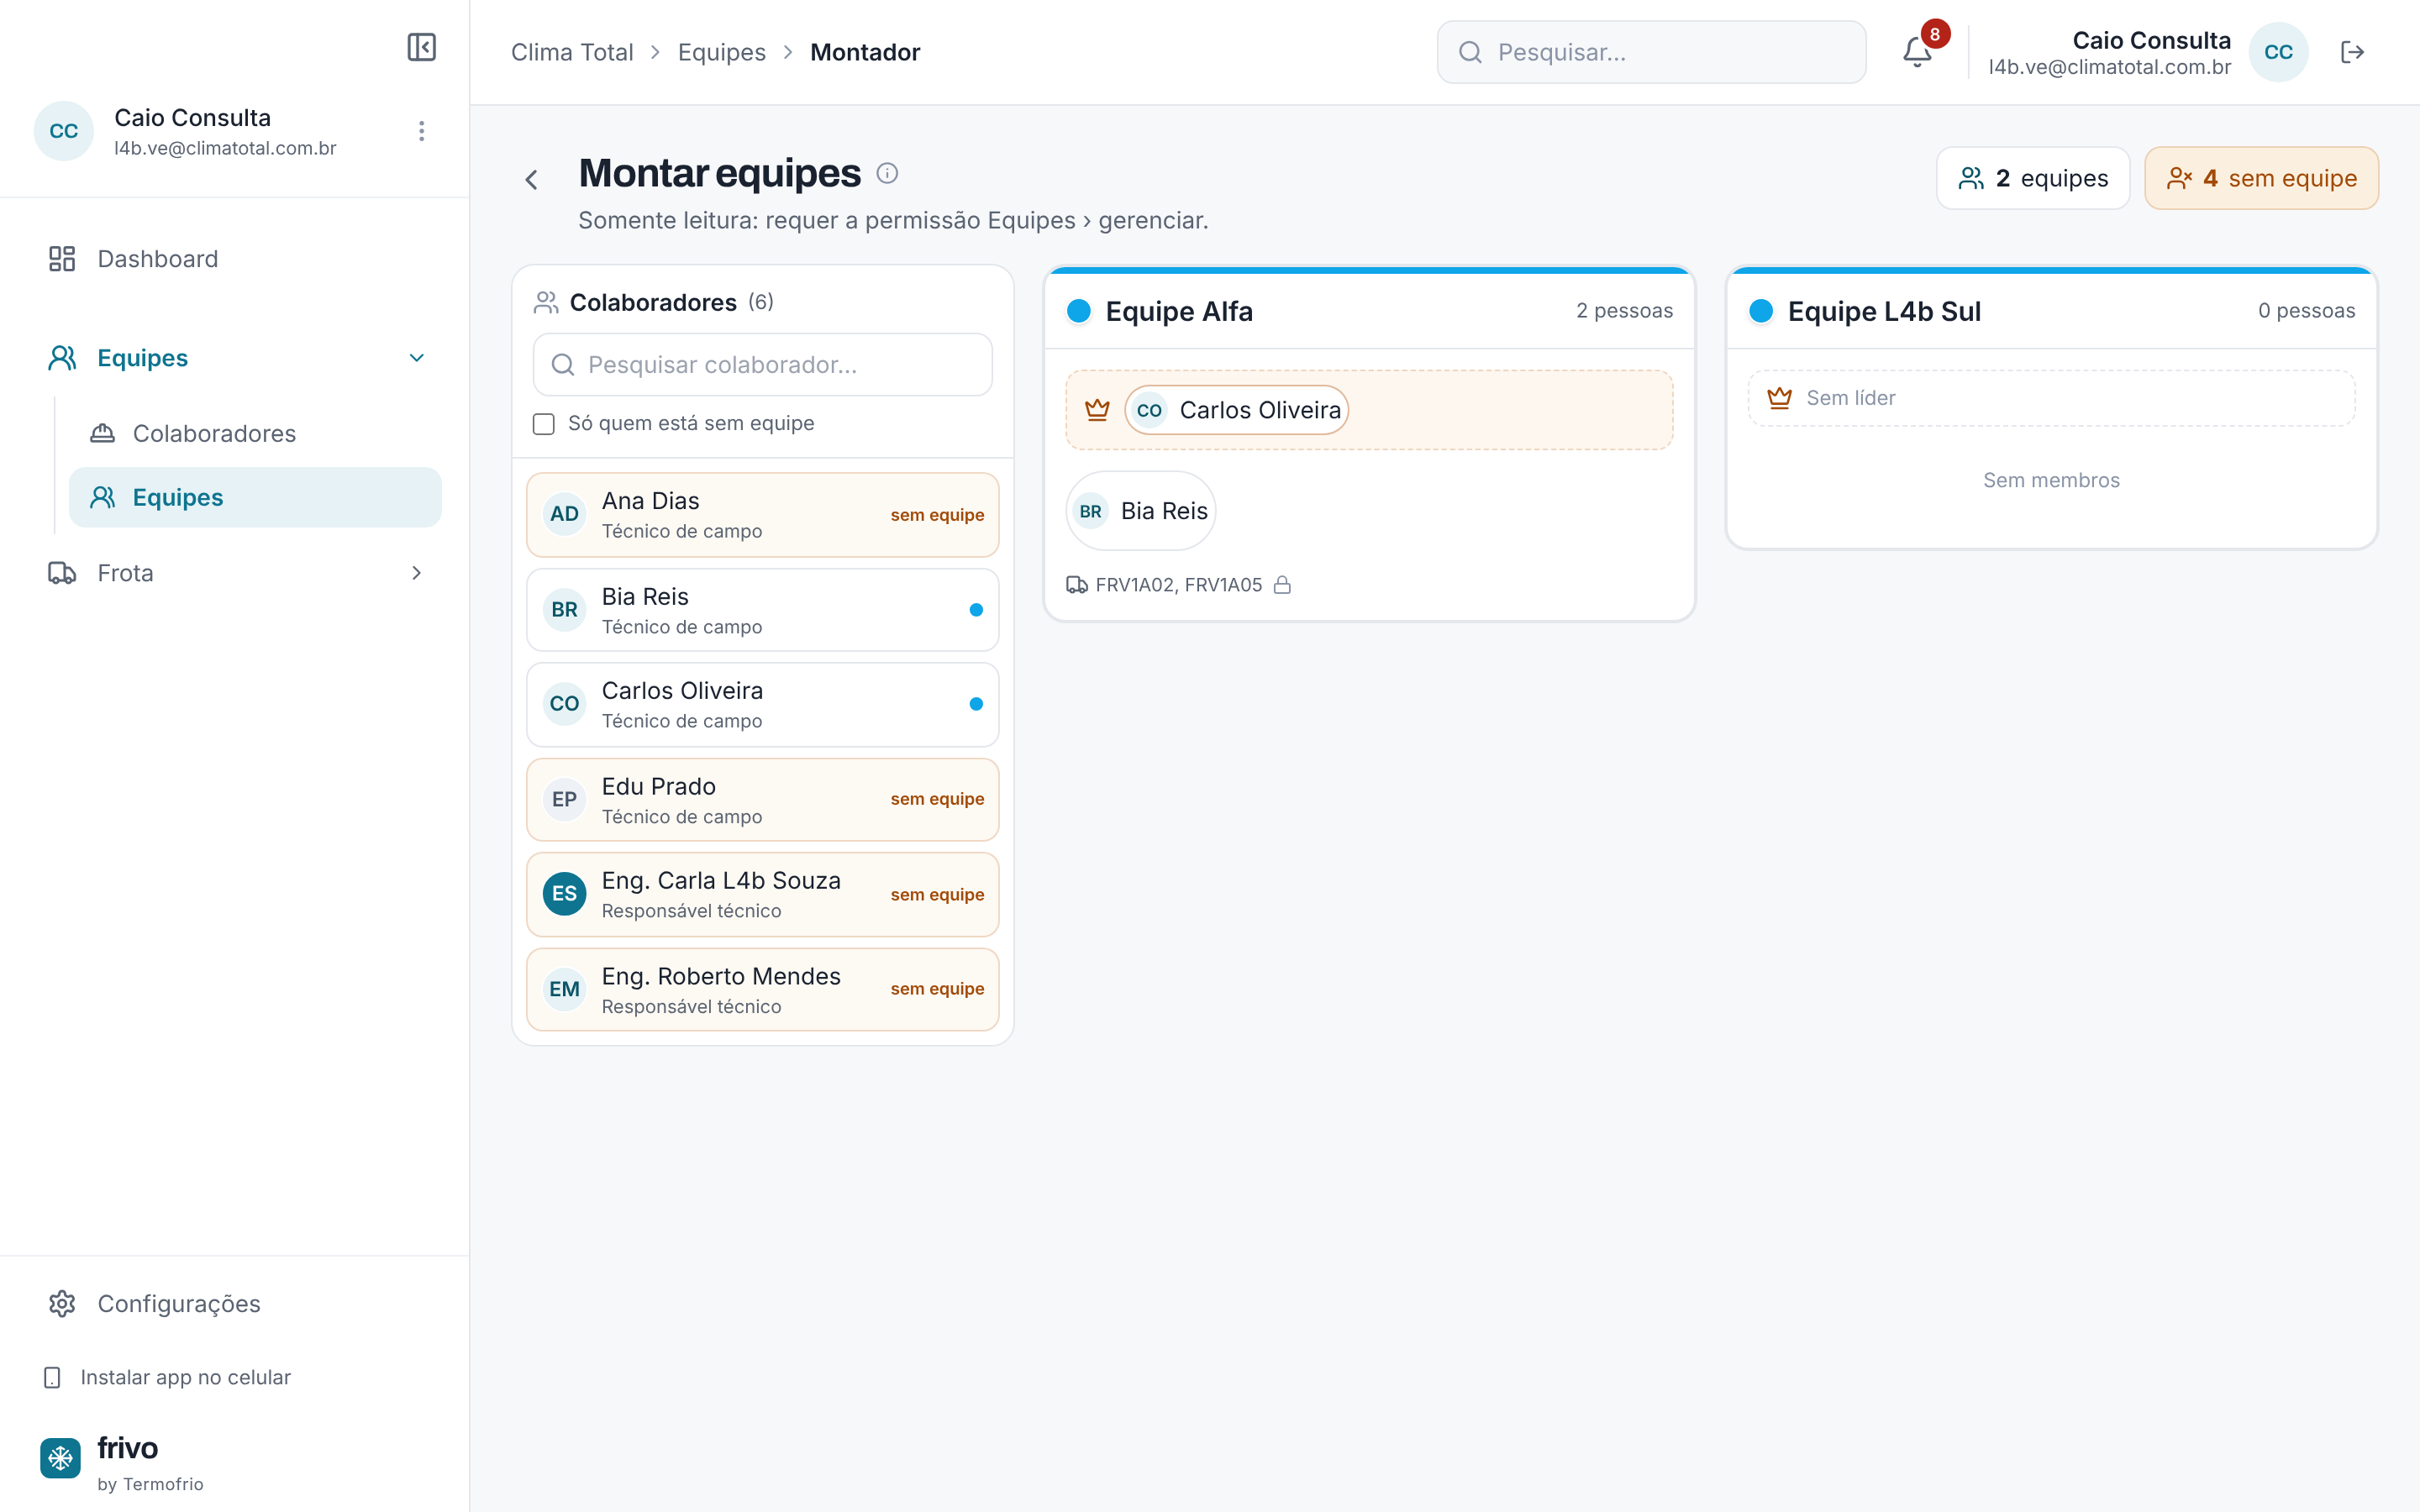 CC
Caio Consulta
l4b.ve@climatotal.com.br
Dashboard
Equipes
Colaboradores
Equipes
Frota
Configurações
Instalar app no celular
frivo
by Termofrio
Clima Total > Equipes > Montador
Pesquisar...
8
Caio Consulta
l4b.ve@climatotal.com.br
CC
Montar equipes
Somente leitura: requer a permissão Equipes › gerenciar.
2 equipes
4 sem equipe
Colaboradores (6)
Pesquisar colaborador...
Só quem está sem equipe
AD
Ana Dias
Técnico de campo
sem equipe
BR
Bia Reis
Técnico de campo
CO
Carlos Oliveira
Técnico de campo
EP
Edu Prado
Técnico de campo
sem equipe
ES
Eng. Carla L4b Souza
Responsável técnico
sem equipe
EM
Eng. Roberto Mendes
Responsável técnico
sem equipe
Equipe Alfa
2 pessoas
CO Carlos Oliveira
BR Bia Reis
FRV1A02, FRV1A05
Equipe L4b Sul
0 pessoas
Sem líder
Sem membros